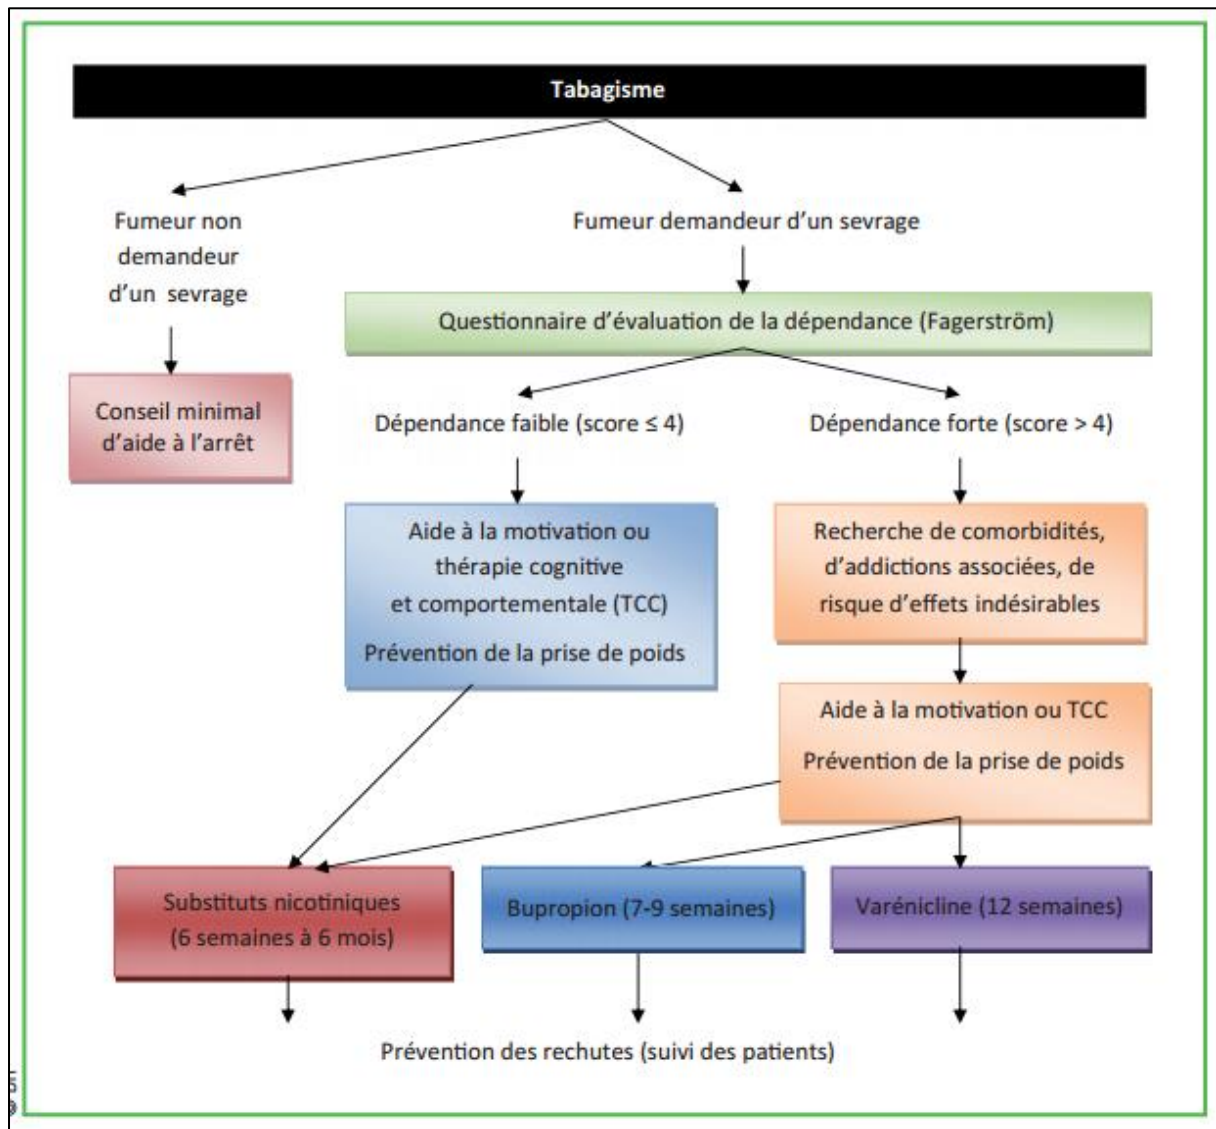 Tabagisme
Fumeur non
demandeur
d’un sevrage
Fumeur demandeur d’un sevrage
Questionnaire d’évaluation de la dépendance (Fagerström)
Conseil minimal
d’aide à l’arrêt
Dépendance faible (score ≤ 4)
Dépendance forte (score > 4)
Aide à la motivation ou
thérapie cognitive
et comportementale (TCC)
Prévention de la prise de poids
Recherche de comorbidités,
d’addictions associées, de
risque d’effets indésirables
Aide à la motivation ou TCC
Prévention de la prise de poids
Substituts nicotiniques
(6 semaines à 6 mois)
Bupropion (7-9 semaines)
Varénicline (12 semaines)
Prévention des rechutes (suivi des patients)